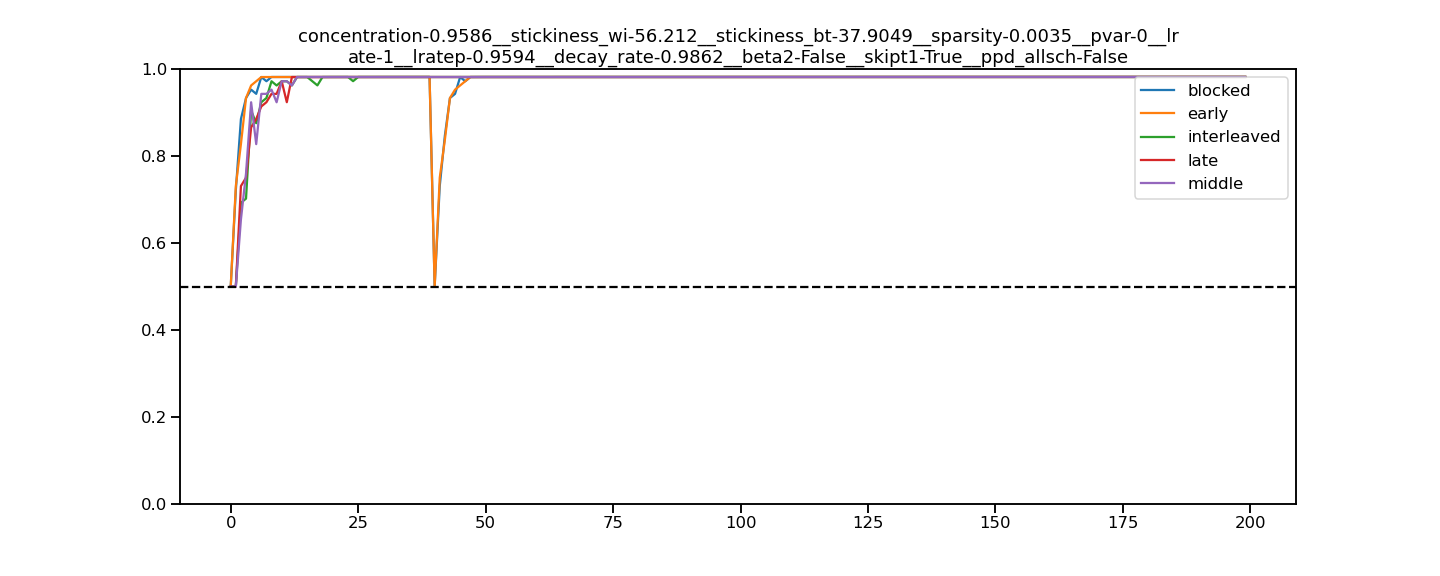 concentration-0.9586__stickiness_wi-56.212__stickiness_bt-37.9049__sparsity-0.0035__pvar-0__lr
ate-1__lratep-0.9594__decay_rate-0.9862__beta2-False__skipt1-True__ppd_allsch-False
1.0
0.8
0.6
0.4
0.2
0.0
blocked
early
interleaved
late
middle
0 25 50 75 100 125 150 175 200